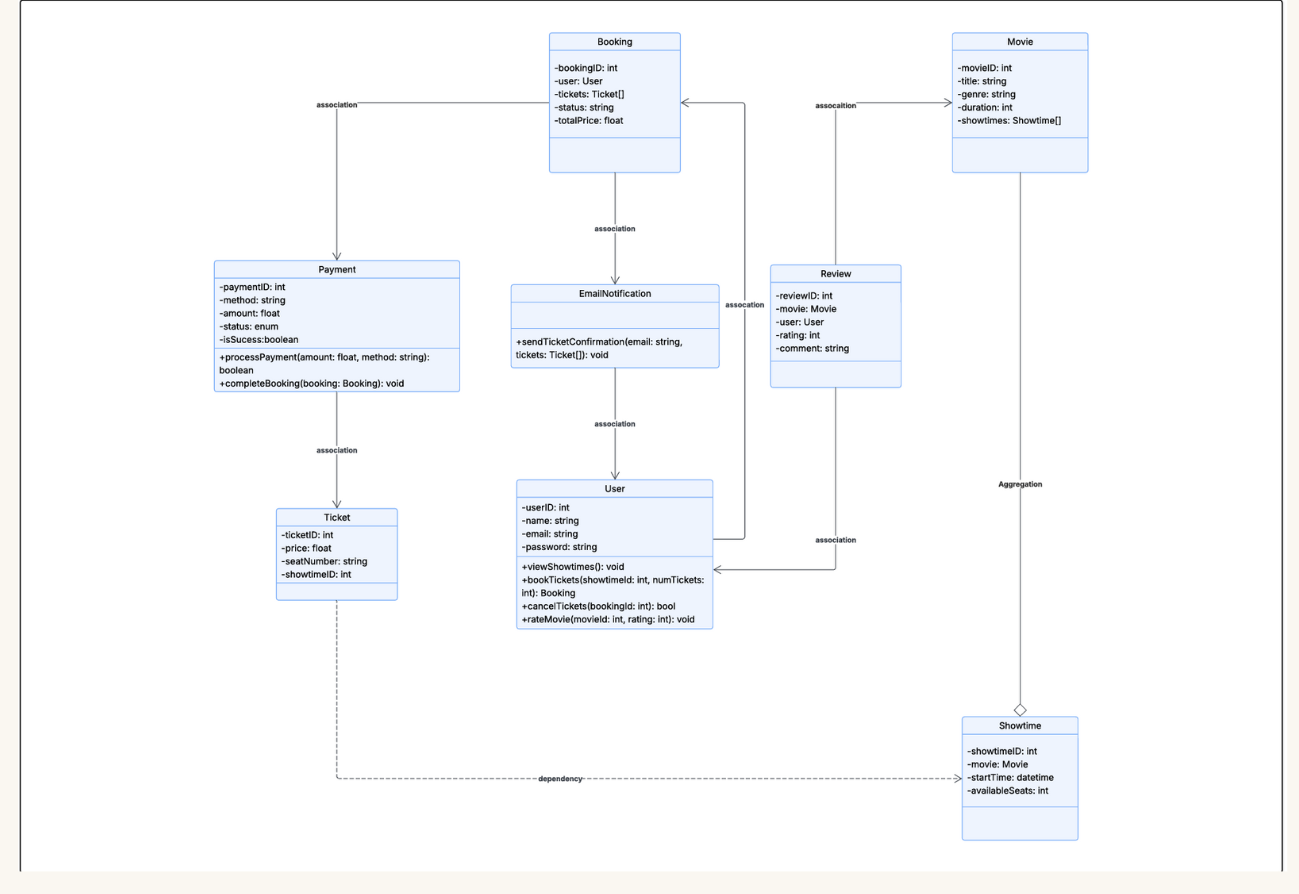 Booking
-bookingID: int
-user: User
-tickets: Ticket[]
-status: string
-totalPrice: float
Movie
-movieID: int
-title: string
-genre: string
-duration: int
-showtimes: Showtime[]
association
assocaition
association
Payment
-paymentID: int
-method: string
-amount: float
-status: enum
-isSucess:boolean
+processPayment(amount: float, method: string):
boolean
+completeBooking(booking: Booking): void
EmailNotification
+sendTicketConfirmation(email: string,
tickets: Ticket[]): void
assocation
Review
-reviewID: int
-movie: Movie
-user: User
-rating: int
-comment: string
association
association
Aggregation
Ticket
-ticketID: int
-price: float
-seatNumber: string
-showtimeID: int
User
-userID: int
-name: string
-email: string
-password: string
+viewShowtimes(): void
+bookTickets(showtimeId: int, numTickets:
int): Booking
+cancelTickets(bookingId: int): bool
+rateMovie(movieId: int, rating: int): void
association
dependency
Showtime
-showtimeID: int
-movie: Movie
-startTime: datetime
-availableSeats: int